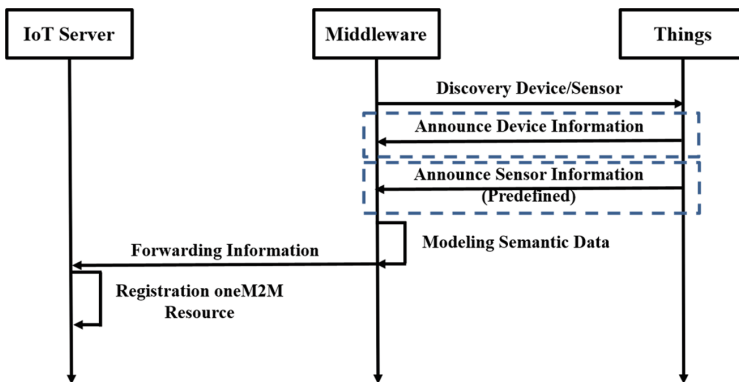 IoT Server
Middleware
Things
Discovery Device/Sensor
Announce Device Information
Announce Sensor Information
(Predefined)
Modeling Semantic Data
Forwarding Information
Registration oneM2M
Resource